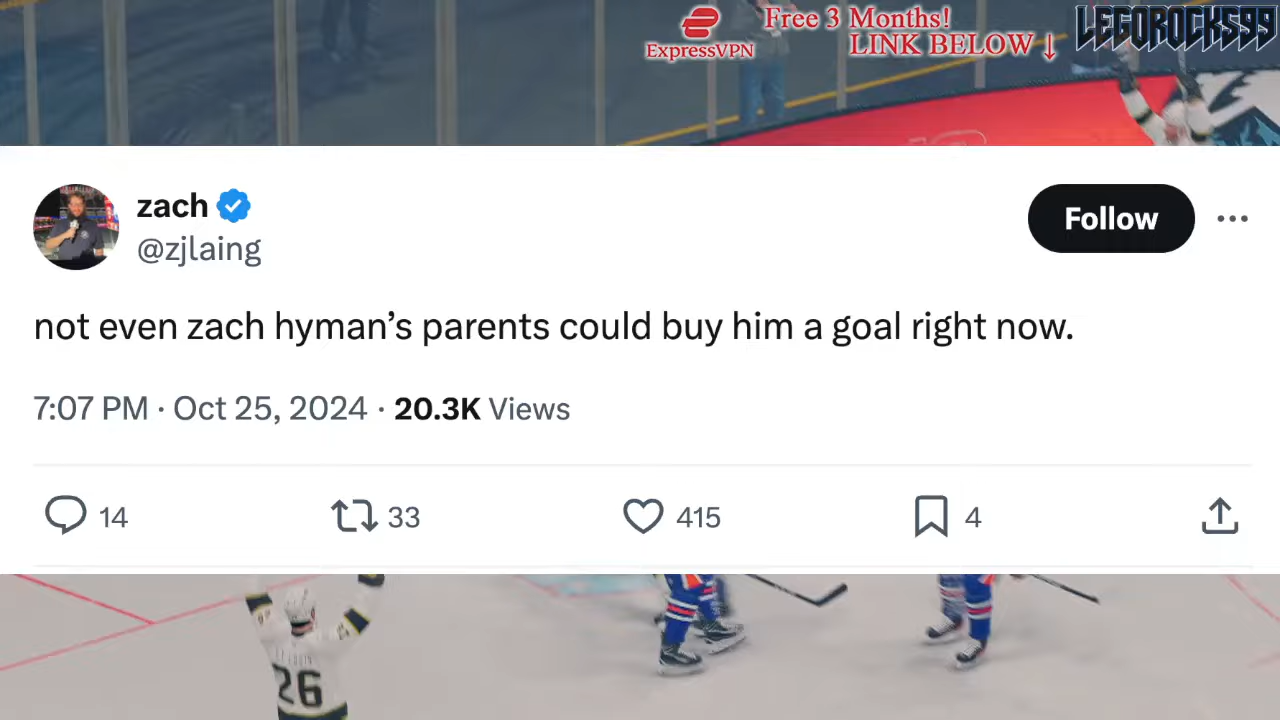 Free 3 Months!
ExpressVPN
LINK BELOW ↓
LEGOROCKS99
zach
@zjlaing
Follow
not even zach hyman’s parents could buy him a goal right now.
7:07 PM · Oct 25, 2024 · 20.3K Views
14
33
415
4
26